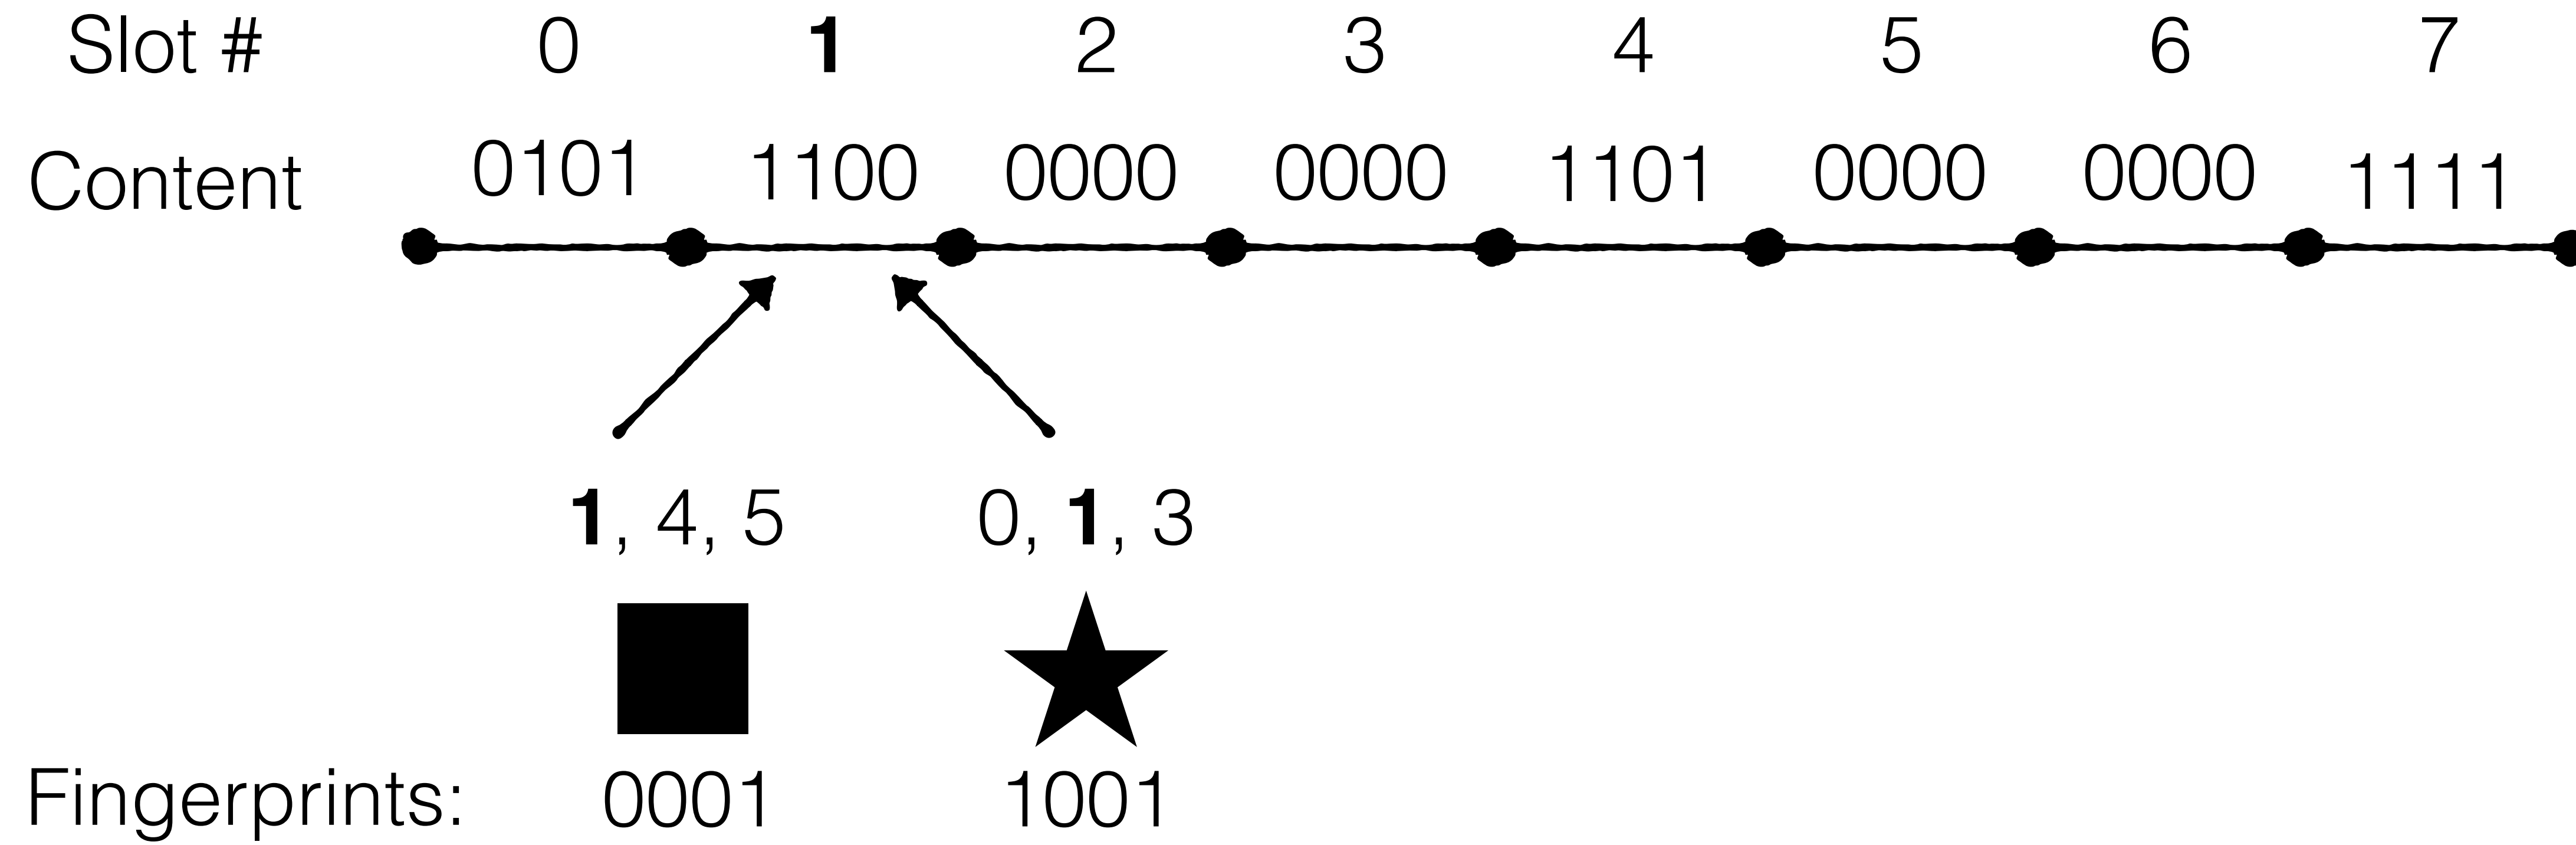 Slot # 0 1 2 3 4 5 6 7
Content 0101 1100 0000 0000 1101 0000 0000 1111
1, 4, 5 0, 1, 3
Fingerprints: 0001 1001